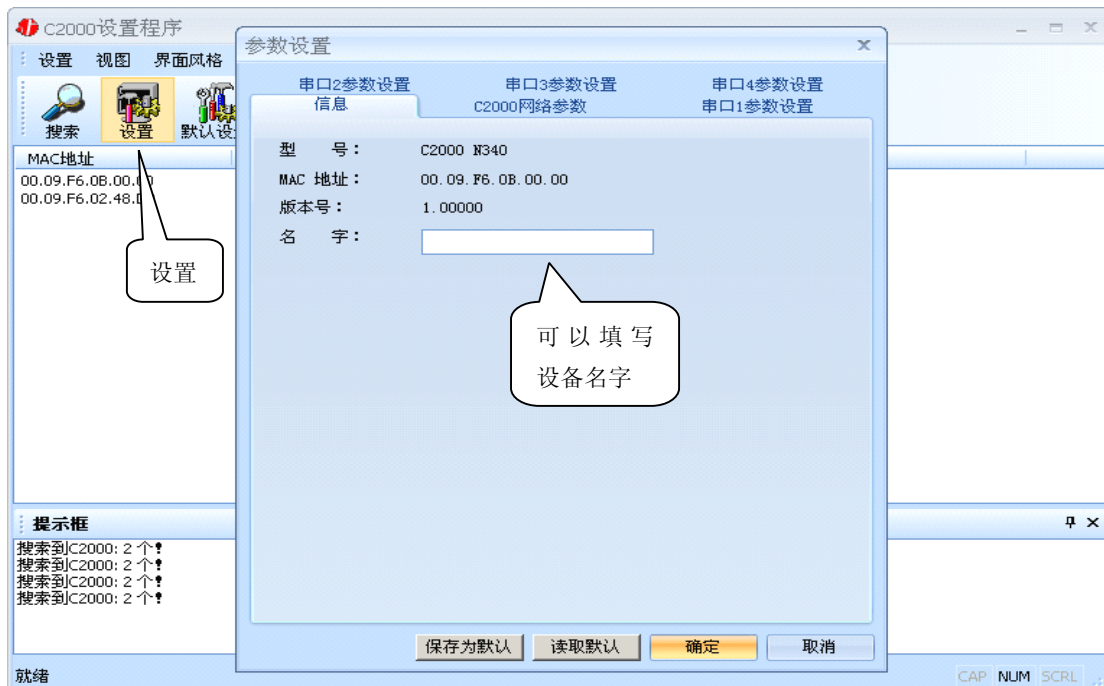 C2000设置程序
设置 视图 界面风格
搜索 设置 默认设
MAC地址
00.09.F6.0B.00.
00.09.F6.02.48.
设置
参数设置
串口2参数设置 串口3参数设置 串口4参数设置
信息 C2000网络参数 串口1参数设置
型 号： C2000 N340
MAC 地址： 00.09.F6.0B.00.00
版本号： 1.00000
名 字：
可以填写
设备名字
保存为默认 读取默认 确定 取消
提示框
搜索到C2000: 2 个!
搜索到C2000: 2 个!
搜索到C2000: 2 个!
搜索到C2000: 2 个!
就绪 CAP NUM SCRL